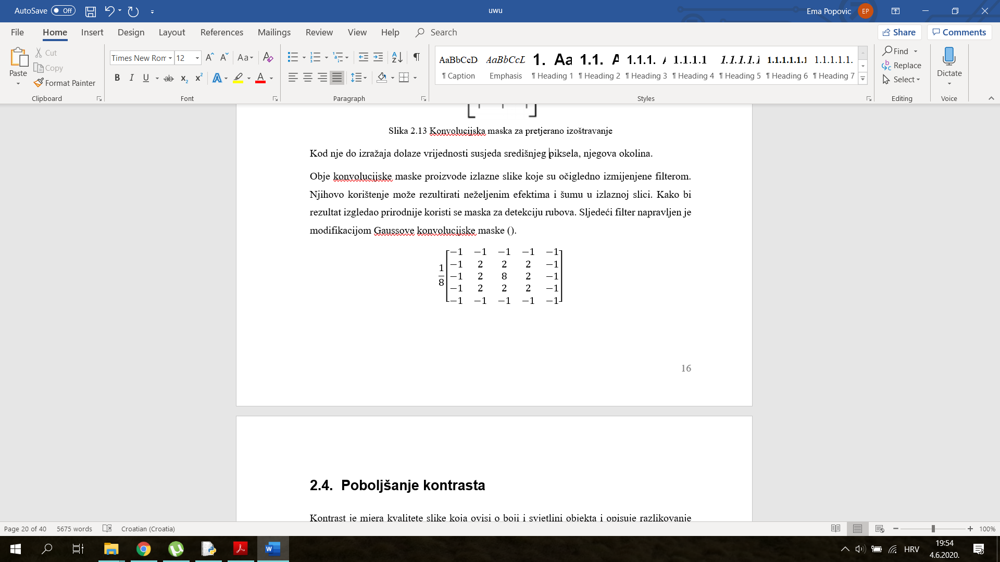 AutoSave Off
uwu
Ema Popovic EP
File Home Insert Design Layout References Mailings Review View Help Search
Share Comments
Paste
Cut
Copy
Format Painter
Clipboard
Times New Rom 12
Font
Paragraph
AaBbCcD AaBbCcL 1. Aa 1.1. A 1.1.1. A 1.1.1.1 1.1.1.1.1 1.1.1.1.1.1 1.1.1.1.1.
¶ Caption Emphasis ¶ Heading 1 ¶ Heading 2 ¶ Heading 3 ¶ Heading 4 ¶ Heading 5 ¶ Heading 6 ¶ Heading 7
Styles
Find
Replace
Select
Editing
Dictate
Voice
Slika 2.13 Konvolucijska maska za pretjerano izoštravanje
Kod nje do izražaja dolaze vrijednosti susjeda središnjeg piksela, njegova okolina.
Obje konvolucijske maske proizvode izlazne slike koje su očigledno izmijenjene filterom.
Njihovo korištenje može rezultirati neželjenim efektima i šumu u izlaznoj slici. Kako bi
rezultat izgledao prirodnije koristi se maska za detekciju rubova. Sljedeći filter napravljen je
modifikacijom Gaussove konvolucijske maske ().
1/8
−1 −1 −1 −1 −1
−1 2 2 2 −1
−1 2 8 2 −1
−1 2 2 2 −1
−1 −1 −1 −1 −1
16
2.4. Poboljšanje kontrasta
Kontrast je mjera kvalitete slike koja ovisi o boji i svjetlini objekta i opisuje razlikovanje
Page 20 of 40 5675 words Croatian (Croatia) 100%
HRV 19:54
4.6.2020.